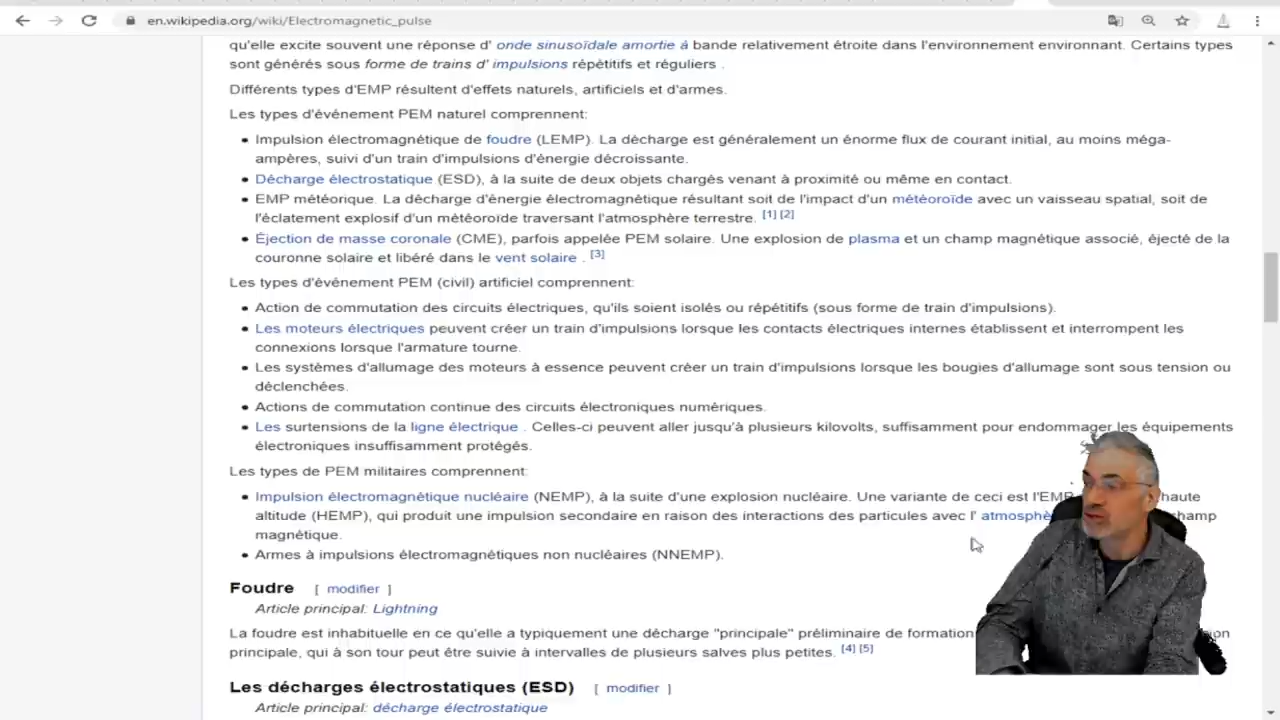 en.wikipedia.org/wiki/Electromagnetic_pulse
qu'elle excite souvent une réponse d' onde sinusoïdale amortie à bande relativement étroite dans l'environnement environnant. Certains types
sont générés sous forme de trains d' impulsions répétitifs et réguliers .
Différents types d'EMP résultent d'effets naturels, artificiels et d'armes.
Les types d'événement PEM naturel comprennent:
• Impulsion électromagnétique de foudre (LEMP). La décharge est généralement un énorme flux de courant initial, au moins méga-
ampères, suivi d'un train d'impulsions d'énergie décroissante.
• Décharge électrostatique (ESD), à la suite de deux objets chargés venant à proximité ou même en contact.
• EMP météorique. La décharge d'énergie électromagnétique résultant soit de l'impact d'un météoroïde avec un vaisseau spatial, soit de
l'éclatement explosif d'un météoroïde traversant l'atmosphère terrestre. [1] [2]
• Éjection de masse coronale (CME), parfois appelée PEM solaire. Une explosion de plasma et un champ magnétique associé, éjecté de la
couronne solaire et libéré dans le vent solaire . [3]
Les types d'événement PEM (civil) artificiel comprennent:
• Action de commutation des circuits électriques, qu'ils soient isolés ou répétitifs (sous forme de train d'impulsions).
• Les moteurs électriques peuvent créer un train d'impulsions lorsque les contacts électriques internes établissent et interrompent les
connexions lorsque l'armature tourne.
• Les systèmes d'allumage des moteurs à essence peuvent créer un train d'impulsions lorsque les bougies d'allumage sont sous tension ou
déclenchées.
• Actions de commutation continue des circuits électroniques numériques.
• Les surtensions de la ligne électrique . Celles-ci peuvent aller jusqu'à plusieurs kilovolts, suffisamment pour endommager les équipements
électroniques insuffisamment protégés.
Les types de PEM militaires comprennent:
• Impulsion électromagnétique nucléaire (NEMP), à la suite d'une explosion nucléaire. Une variante de ceci est l'EMP haute
altitude (HEMP), qui produit une impulsion secondaire en raison des interactions des particules avec l' champ
magnétique.
• Armes à impulsions électromagnétiques non nucléaires (NNEMP).
Foudre [ modifier ]
Article principal: Lightning
La foudre est inhabituelle en ce qu'elle a typiquement une décharge "principale" préliminaire de formation
principale, qui à son tour peut être suivie à intervalles de plusieurs salves plus petites. [4] [5]
Les décharges électrostatiques (ESD) [ modifier ]
Article principal: décharge électrostatique